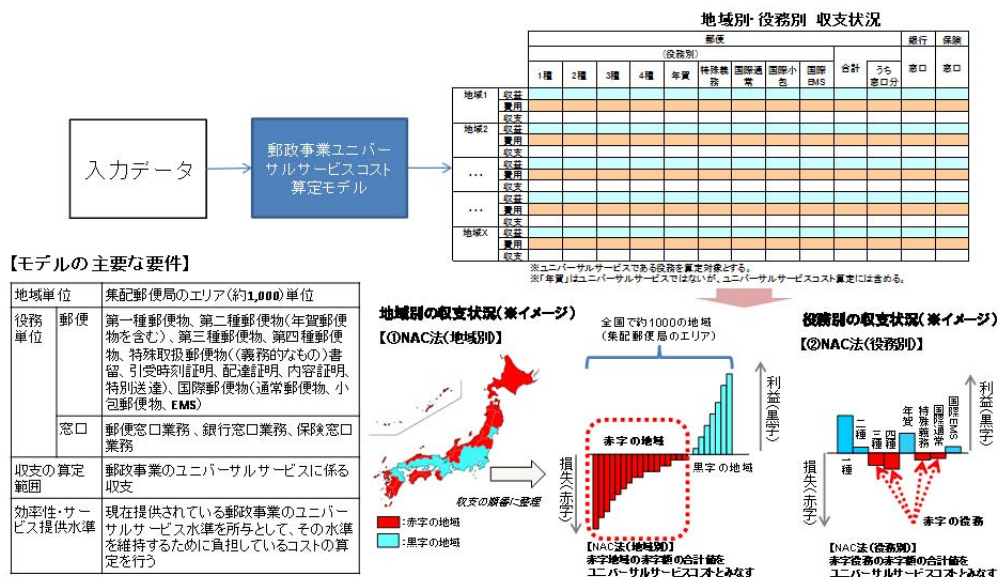 地域別・役務別 収支状況
郵便
銀行
保険
(役務別)
1種
2種
3種
4種
年賀
特殊義務
国際通常
国際小包
国際EMS
合計
うち窓口分
窓口
窓口
地域1
収益
費用
収支
地域2
収益
費用
収支
・・・
収益
費用
収支
・・・
収益
費用
収支
地域X
収益
費用
収支
※ユニバーサルサービスである役務を算定対象とする。
※「年賀」はユニバーサルサービスではないが、ユニバーサルサービスコスト算定には含める。
入力データ
郵政事業ユニバー
サルサービスコスト
算定モデル
【モデルの主要な要件】
地域単位
集配郵便局のエリア(約1,000)単位
役務
単位
郵便
第一種郵便物、第二種郵便物(年賀郵便
物を含む)、第三種郵便物、第四種郵便
物、特殊取扱郵便物((義務的なもの)書
留、引受時刻証明、配達証明、内容証明、
特別送達)、国際郵便物(通常郵便物、小
包郵便物、EMS)
窓口
郵便窓口業務、銀行窓口業務、保険窓口
業務
収支の算定
範囲
郵政事業のユニバーサルサービスに係る
収支
効率性・サー
ビス提供水準
現在提供されている郵政事業のユニバー
サルサービス水準を所与として、その水準
を維持するために負担しているコストの算
定を行う
地域別の収支状況(※イメージ)
【①NAC法(地域別)】
全国で約1000の地域
(集配郵便局のエリア)
収支の順番に整理
:赤字の地域
:黒字の地域
赤字の地域
黒字の地域
利益(黒字)
損失(赤字)
【NAC法(地域別)】
赤字地域の赤字額の合計値を
ユニバーサルサービスコストとみなす
役務別の収支状況(※イメージ)
【②NAC法(役務別)】
1種
二種
三種
四種
年賀
特殊義務
国際通常
国際EMS
利益(黒字)
損失(赤字)
赤字の役務
【NAC法(役務別)】
赤字役務の赤字額の合計値を
ユニバーサルサービスコストとみなす